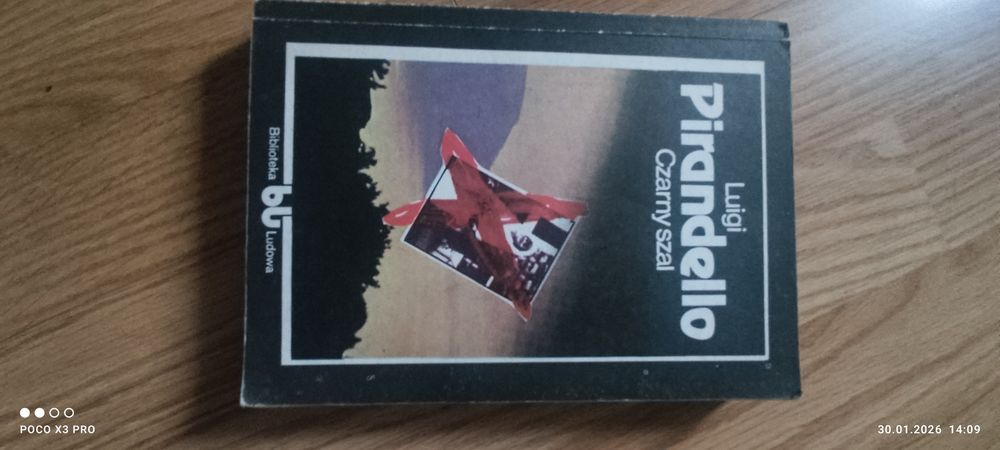 Luigi
Pirandello
Czarny szal
Biblioteka bl Ludowa
POCO X3 PRO
30.01.2026 14:09